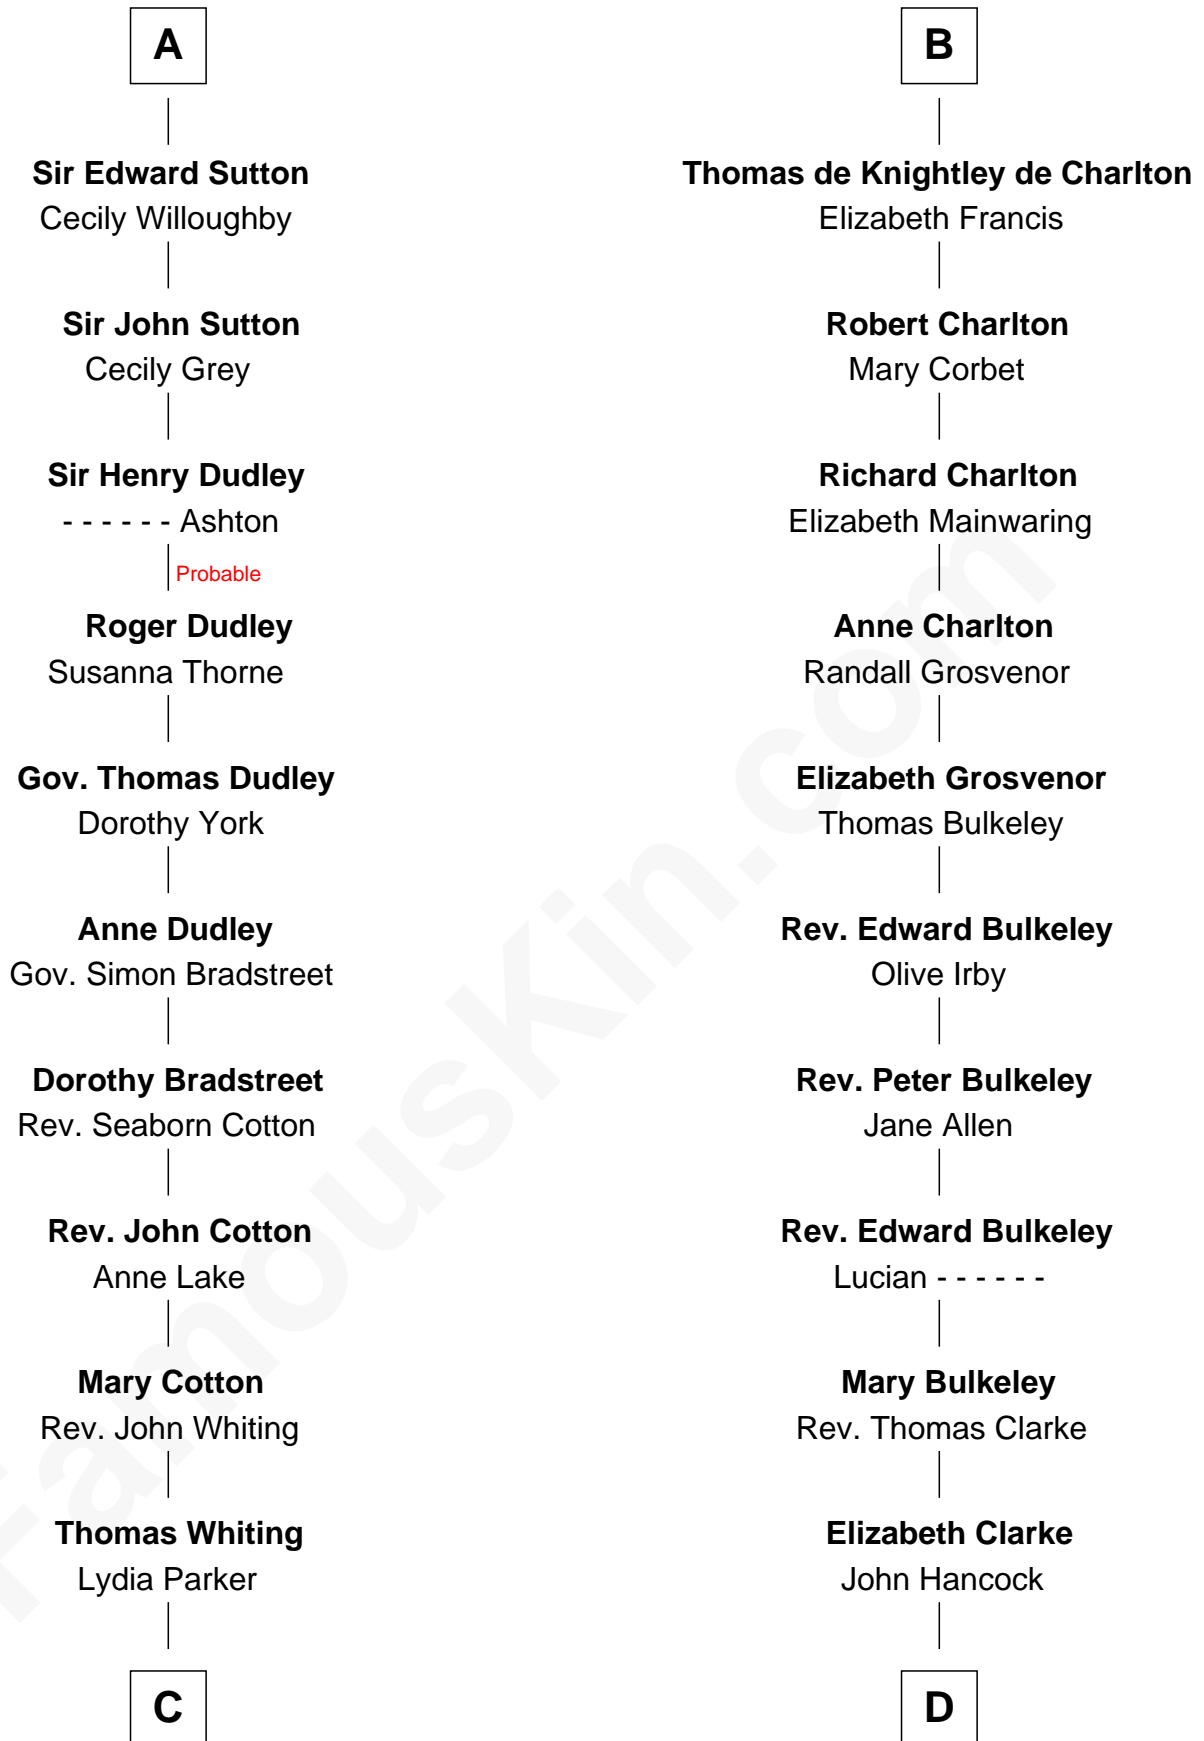 A
Sir Edward Sutton
Cecily Willoughby
Sir John Sutton
Cecily Grey
Sir Henry Dudley
- - - - - - Ashton
Probable
Roger Dudley
Susanna Thorne
Gov. Thomas Dudley
Dorothy York
Anne Dudley
Gov. Simon Bradstreet
Dorothy Bradstreet
Rev. Seaborn Cotton
Rev. John Cotton
Anne Lake
Mary Cotton
Rev. John Whiting
Thomas Whiting
Lydia Parker
C
B
Thomas de Knightley de Charlton
Elizabeth Francis
Robert Charlton
Mary Corbet
Richard Charlton
Elizabeth Mainwaring
Anne Charlton
Randall Grosvenor
Elizabeth Grosvenor
Thomas Bulkeley
Rev. Edward Bulkeley
Olive Irby
Rev. Peter Bulkeley
Jane Allen
Rev. Edward Bulkeley
Lucian - - - - - -
Mary Bulkeley
Rev. Thomas Clarke
Elizabeth Clarke
John Hancock
D
FamousKin.com